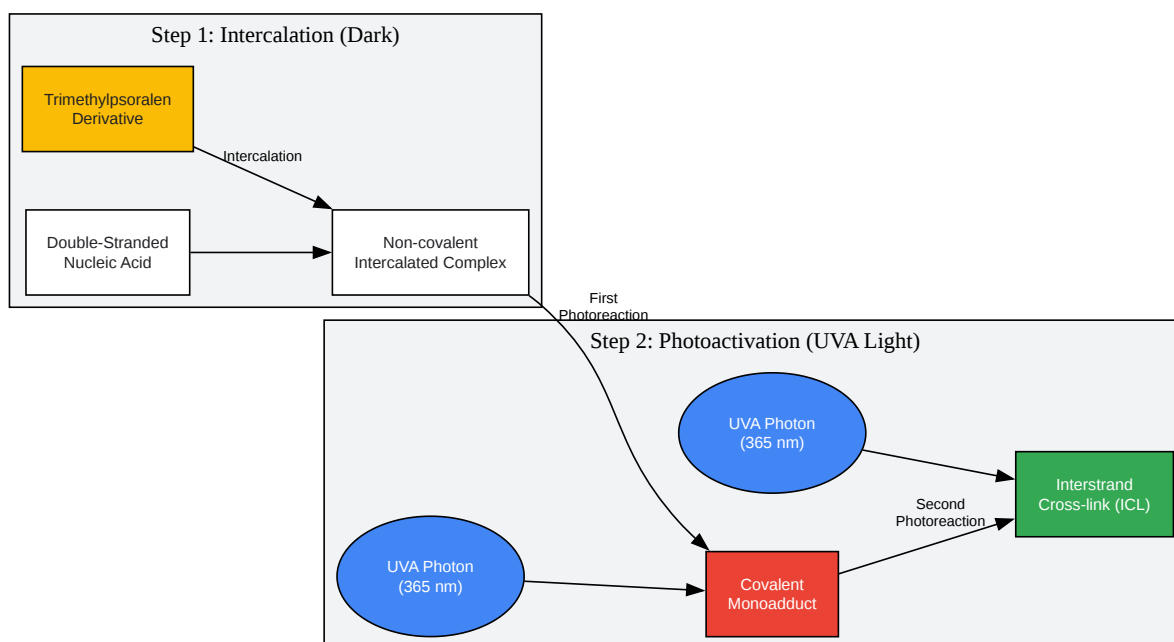 Step 1: Intercalation (Dark)
Trimethylpsoralen
Derivative
Intercalation
Double-Stranded
Nucleic Acid
Non-covalent
Intercalated Complex
First
Photoreaction
Step 2: Photoactivation (UVA Light)
UVA Photon
(365 nm)
Interstrand
Cross-link (ICL)
Second
Photoreaction
UVA Photon
(365 nm)
Covalent
Monoadduct